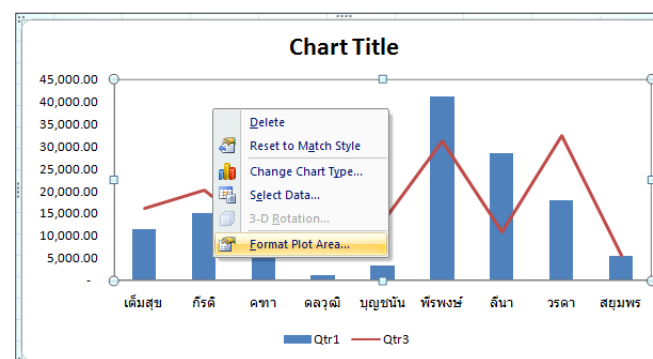 Chart Title
45,000.00
40,000.00
35,000.00
30,000.00
25,000.00
20,000.00
15,000.00
10,000.00
5,000.00
-
Delete
Reset to Match Style
Change Chart Type...
Select Data...
3-D Rotation...
Format Plot Area...
เต็มสุข กีรติ คฑา ดลวุฒิ บุญชนัน พีรพงษ์ ลีนา วรดา สยุมพร
Qtr1 Qtr3